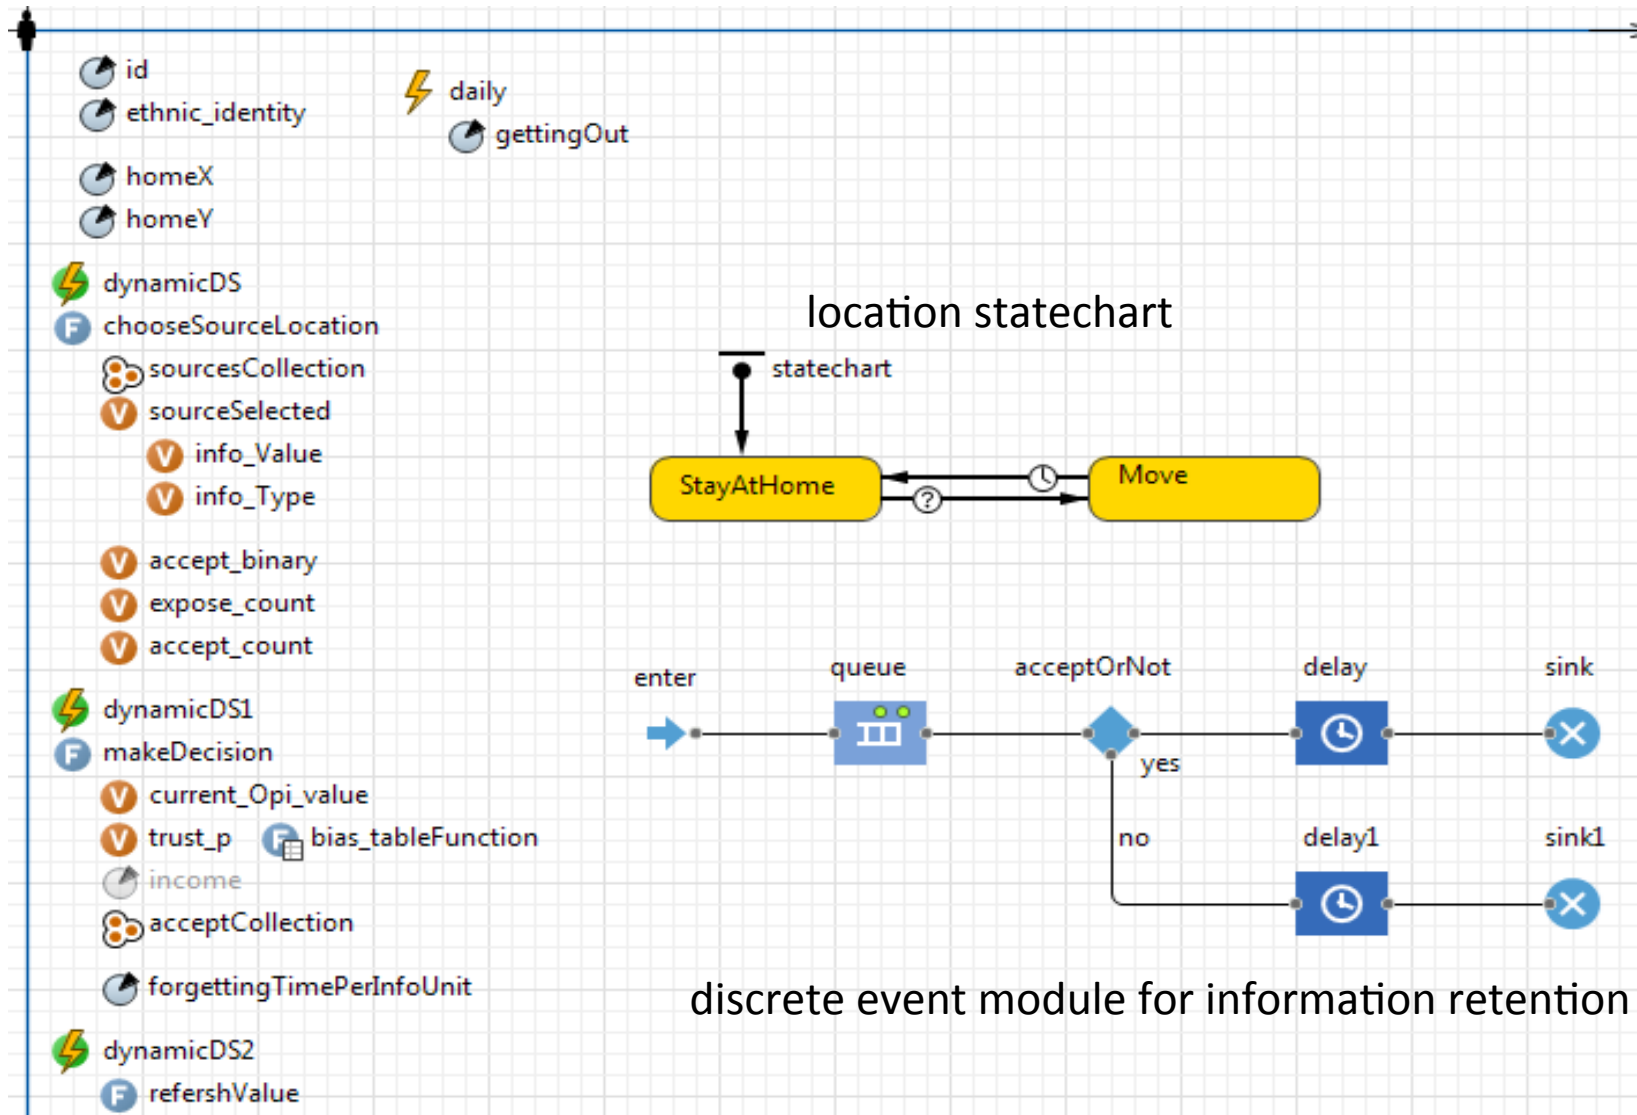 id
ethnic_identity
daily
gettingOut
homeX
homeY
dynamicDS
chooseSourceLocation
sourcesCollection
sourceSelected
info_Value
info_Type
accept_binary
expose_count
accept_count
dynamicDS1
makeDecision
current_Opi_value
trust_p
bias_tableFunction
income
acceptCollection
forgettingTimePerInfoUnit
dynamicDS2
refershValue
location statechart
statechart
StayAtHome
Move
?
enter
queue
acceptOrNot
delay
sink
yes
no
delay1
sink1
discrete event module for information retention
V
V
V
V
V
V
V
V
F
F
F
F